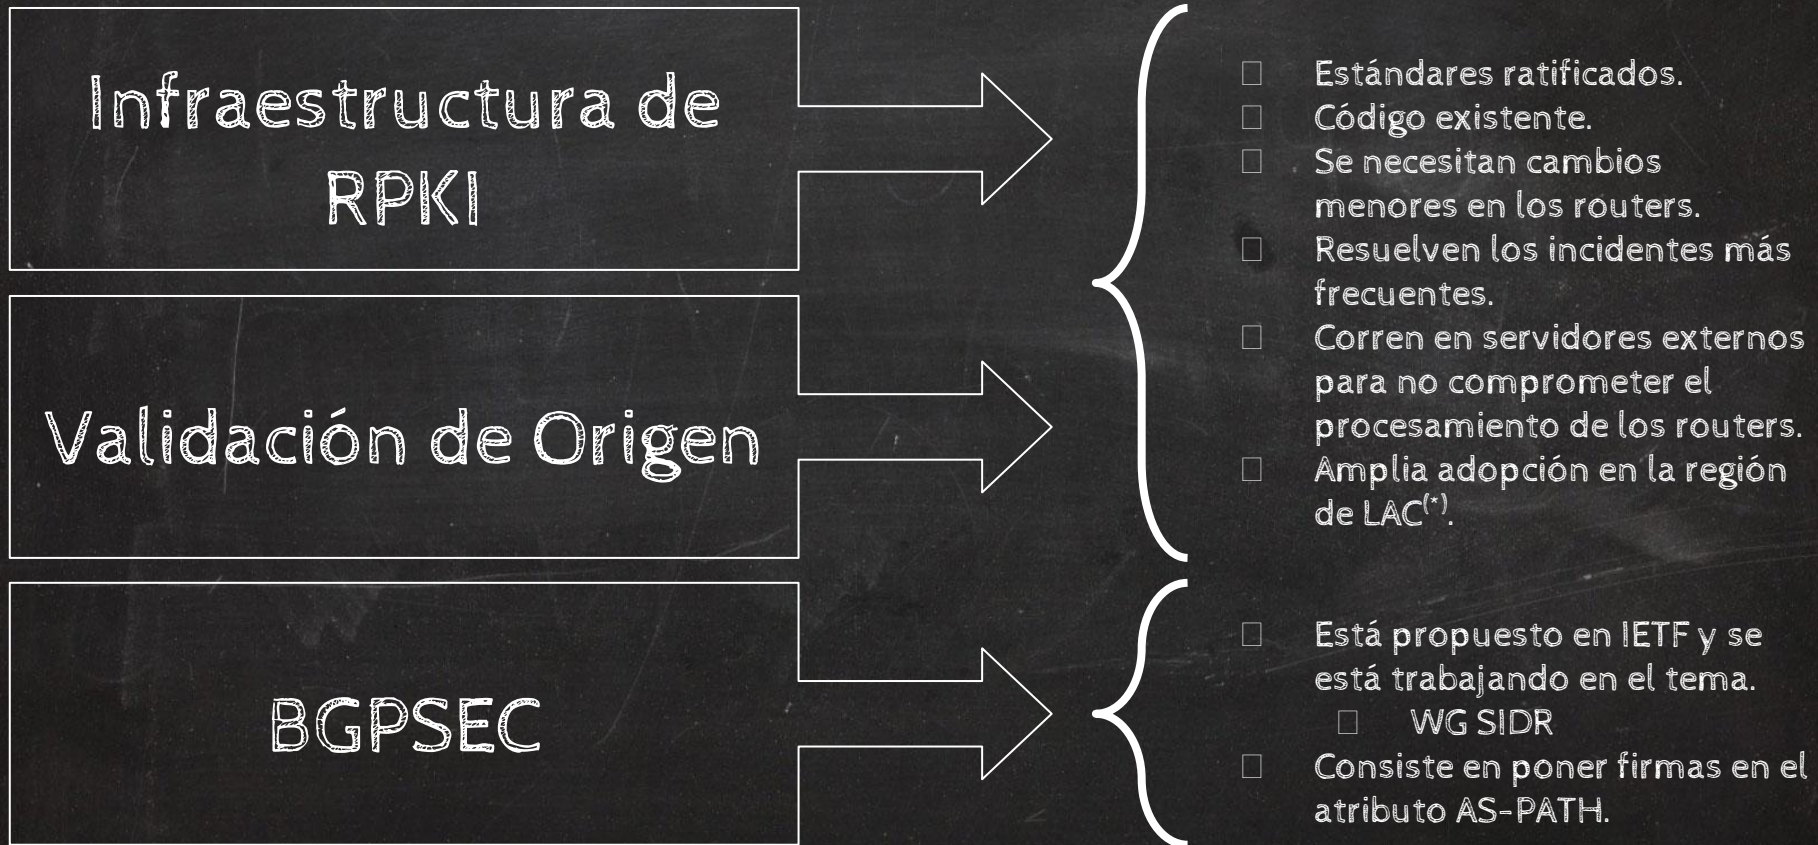 Infraestructura de
RPKI
Estándares ratificados.
Código existente.
Se necesitan cambios
menores en los routers.
Resuelven los incidentes más
frecuentes.
Corren en servidores externos
para no comprometer el
procesamiento de los routers.
Amplia adopción en la región
de LAC(*).
Validación de Origen
BGPSEC
Está propuesto en IETF y se
está trabajando en el tema.
WG SIDR
Consiste en poner firmas en el
atributo AS-PATH.